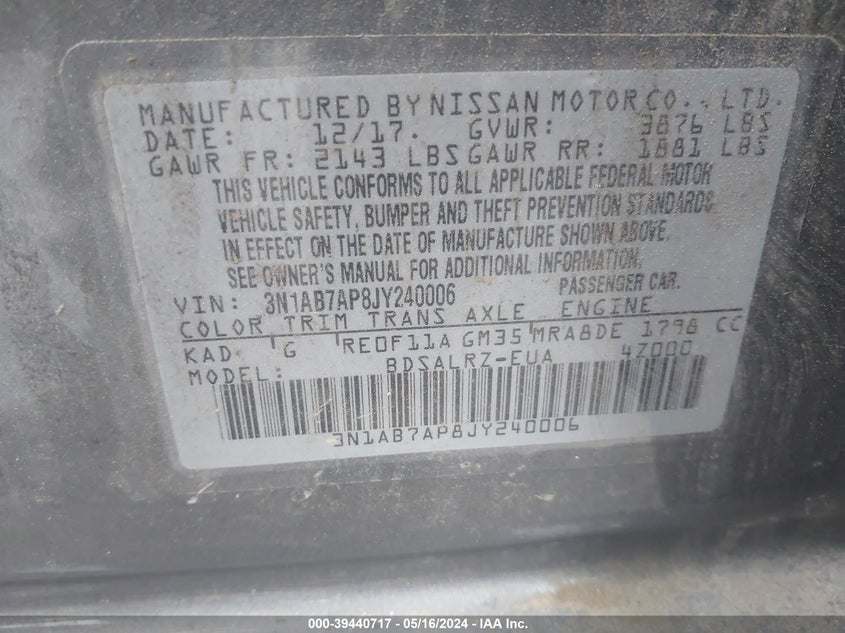 MANUFACTURED BY NISSAN MOTOR CO., LTD.
DATE: 12/17. GVWR: 3876 LBS
GAWR FR: 2143 LBS GAWR RR: 1881 LBS
THIS VEHICLE CONFORMS TO ALL APPLICABLE FEDERAL MOTOR
VEHICLE SAFETY, BUMPER AND THEFT PREVENTION STANDARDS
IN EFFECT ON THE DATE OF MANUFACTURE SHOWN ABOVE.
SEE OWNER'S MANUAL FOR ADDITIONAL INFORMATION.
VIN: 3N1AB7AP8JY240006 PASSENGER CAR.
COLOR TRIM TRANS AXLE ENGINE
KAD G RE0F11A GM35 MRA8DE 1798 CC
MODEL: BDSALRZ-EUA 4Z000
3N1AB7AP8JY240006
000-39440717 - 05/16/2024 - IAA Inc.